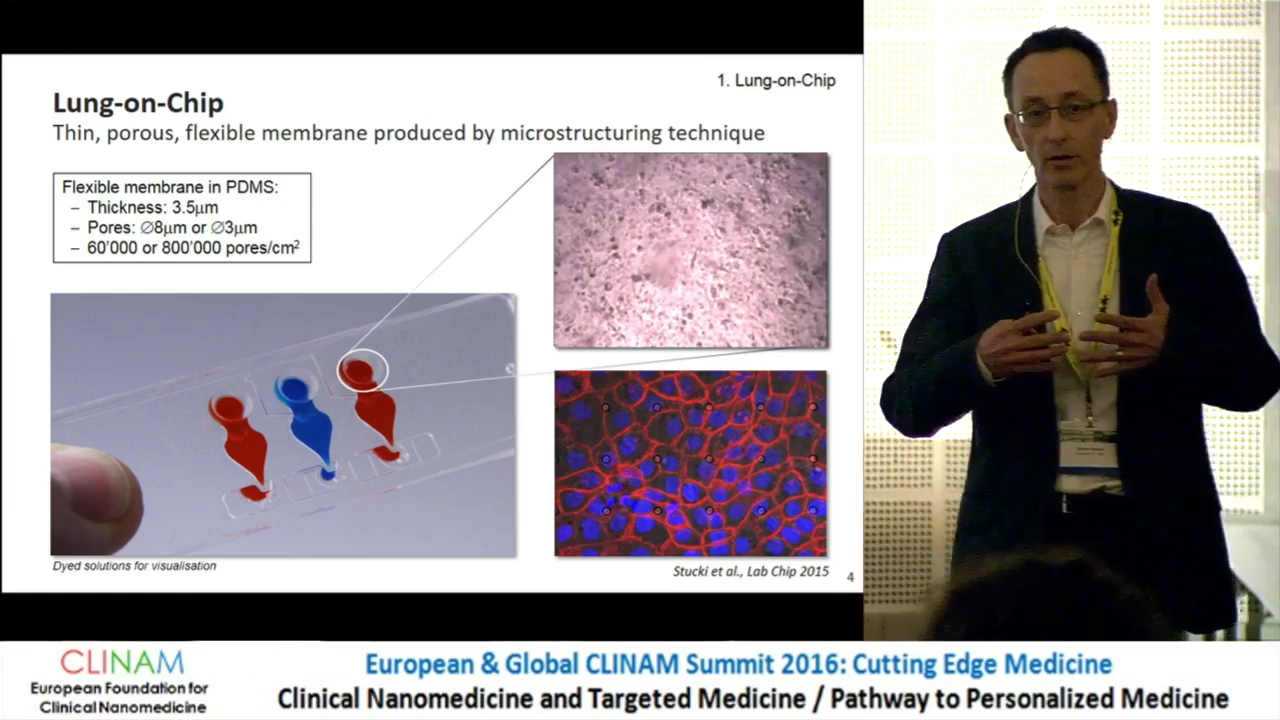 1. Lung-on-Chip
Lung-on-Chip
Thin, porous, flexible membrane produced by microstructuring technique
Flexible membrane in PDMS:
– Thickness: 3.5μm
– Pores: ∅8μm or ∅3μm
– 60'000 or 800'000 pores/cm²
Dyed solutions for visualisation
Stucki et al., Lab Chip 2015
4
CLINAM
European Foundation for
Clinical Nanomedicine
European & Global CLINAM Summit 2016: Cutting Edge Medicine
Clinical Nanomedicine and Targeted Medicine / Pathway to Personalized Medicine